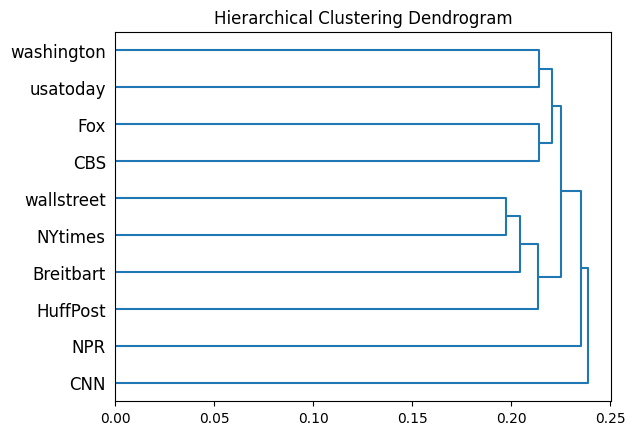 Hierarchical Clustering Dendrogram
washington
usatoday
Fox
CBS
wallstreet
NYtimes
Breitbart
HuffPost
NPR
CNN
0.00 0.05 0.10 0.15 0.20 0.25